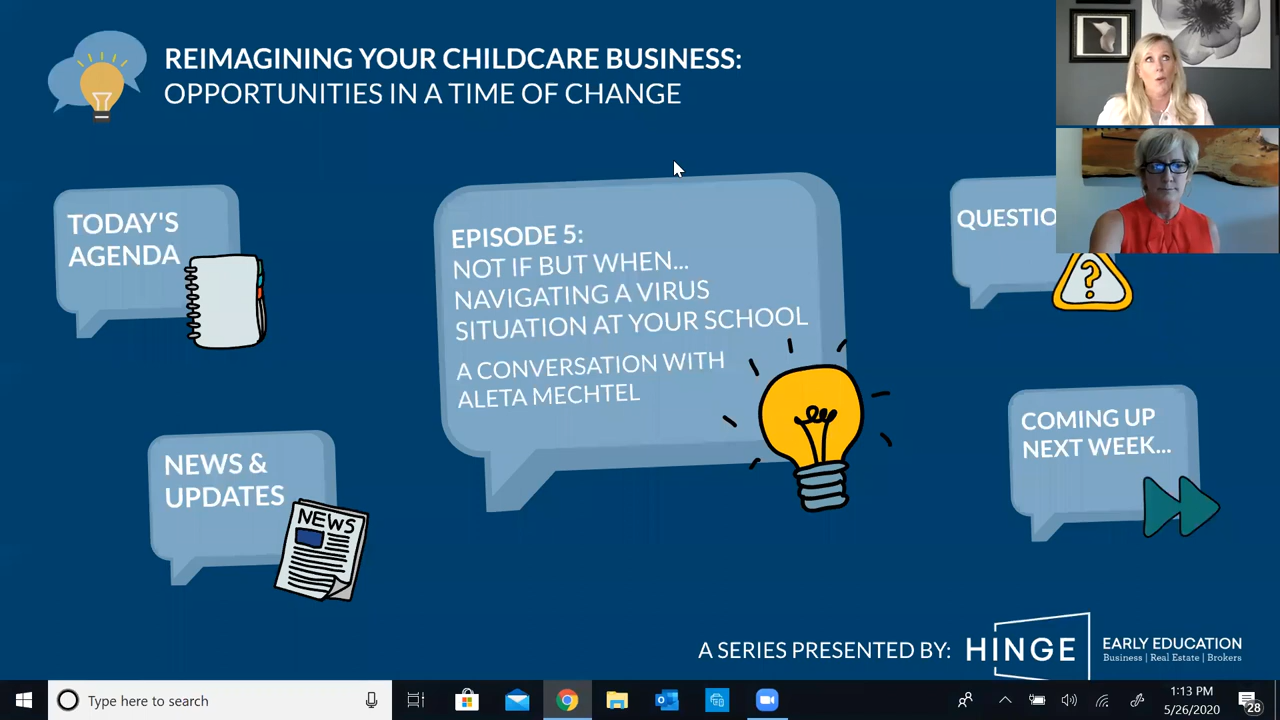 REIMAGINING YOUR CHILDCARE BUSINESS:
OPPORTUNITIES IN A TIME OF CHANGE
TODAY'S
AGENDA
EPISODE 5:
NOT IF BUT WHEN...
NAVIGATING A VIRUS
SITUATION AT YOUR SCHOOL
A CONVERSATION WITH
ALETA MECHTEL
QUESTIO
?
NEWS &
UPDATES
NEWS
COMING UP
NEXT WEEK...
A SERIES PRESENTED BY:
HINGE
EARLY EDUCATION
Business | Real Estate | Brokers
Type here to search
1:13 PM
5/26/2020
28